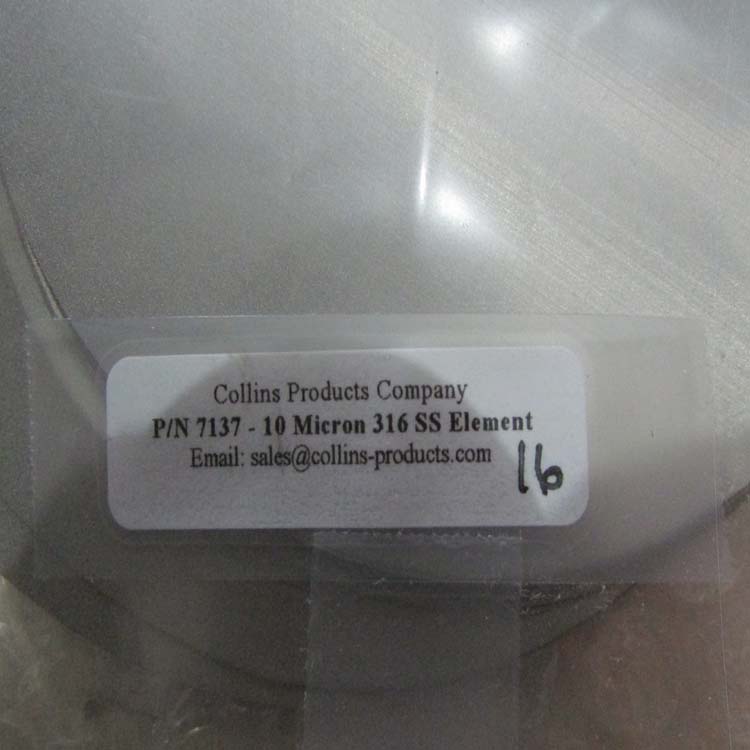 Collins Products Company
P/N 7137 - 10 Micron 316 SS Element
Email: sales@collins-products.com
16